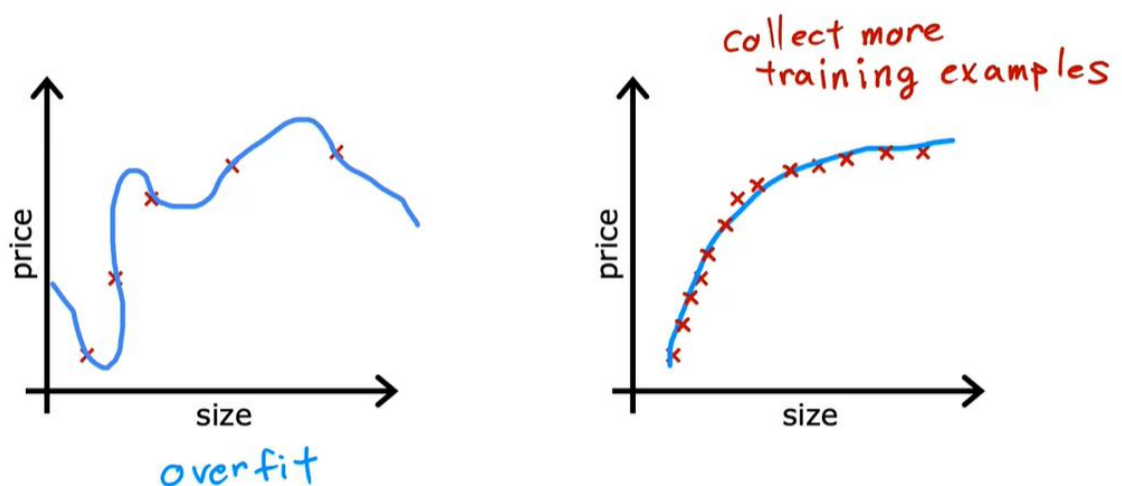 collect more
training examples
price
size
overfit
price
size